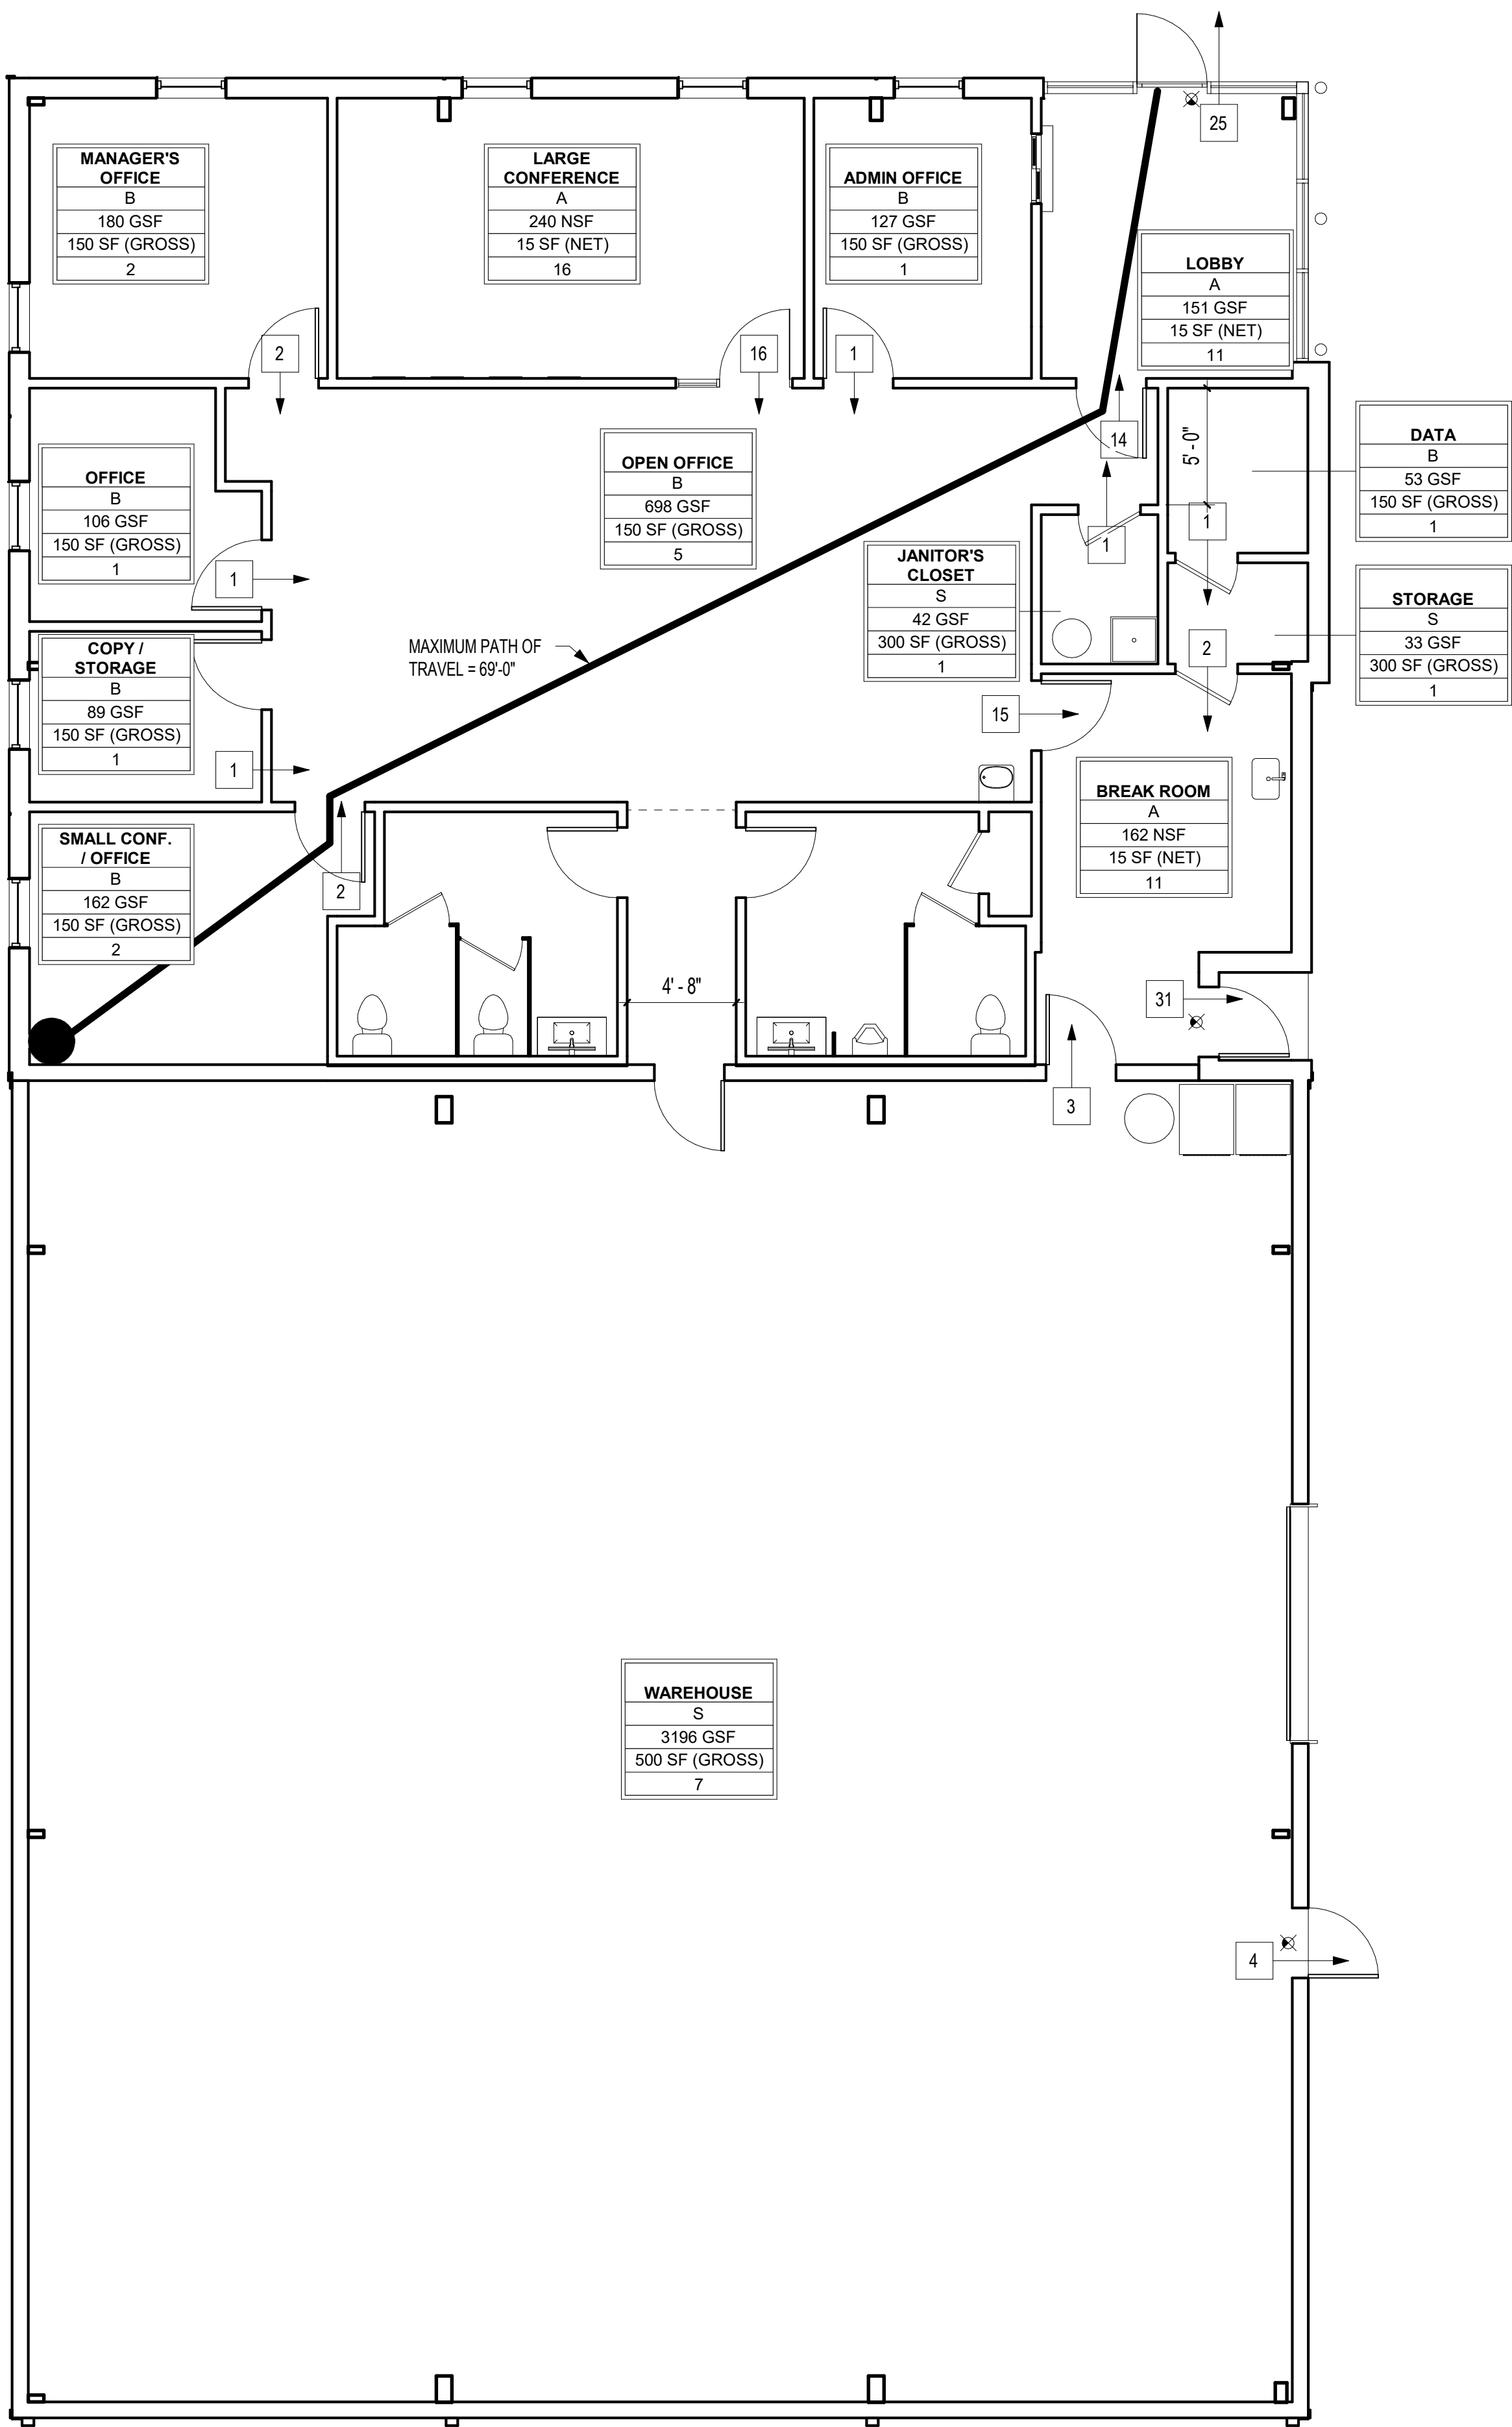 25
MANAGER'S
OFFICE
B
180 GSF
150 SF (GROSS)
2
LARGE
CONFERENCE
A
240 NSF
15 SF (NET)
16
ADMIN OFFICE
B
127 GSF
150 SF (GROSS)
1
LOBBY
A
151 GSF
15 SF (NET)
11
2
16
1
14
5' - 0"
DATA
B
53 GSF
150 SF (GROSS)
1
OFFICE
B
106 GSF
150 SF (GROSS)
1
OPEN OFFICE
B
698 GSF
150 SF (GROSS)
5
1
1
JANITOR'S
CLOSET
S
42 GSF
300 SF (GROSS)
1
STORAGE
S
33 GSF
300 SF (GROSS)
1
1
2
COPY /
STORAGE
B
89 GSF
150 SF (GROSS)
1
MAXIMUM PATH OF
TRAVEL = 69'-0"
15
1
BREAK ROOM
A
162 NSF
15 SF (NET)
11
SMALL CONF.
/ OFFICE
B
162 GSF
150 SF (GROSS)
2
2
4' - 8"
31
3
WAREHOUSE
S
3196 GSF
500 SF (GROSS)
7
4